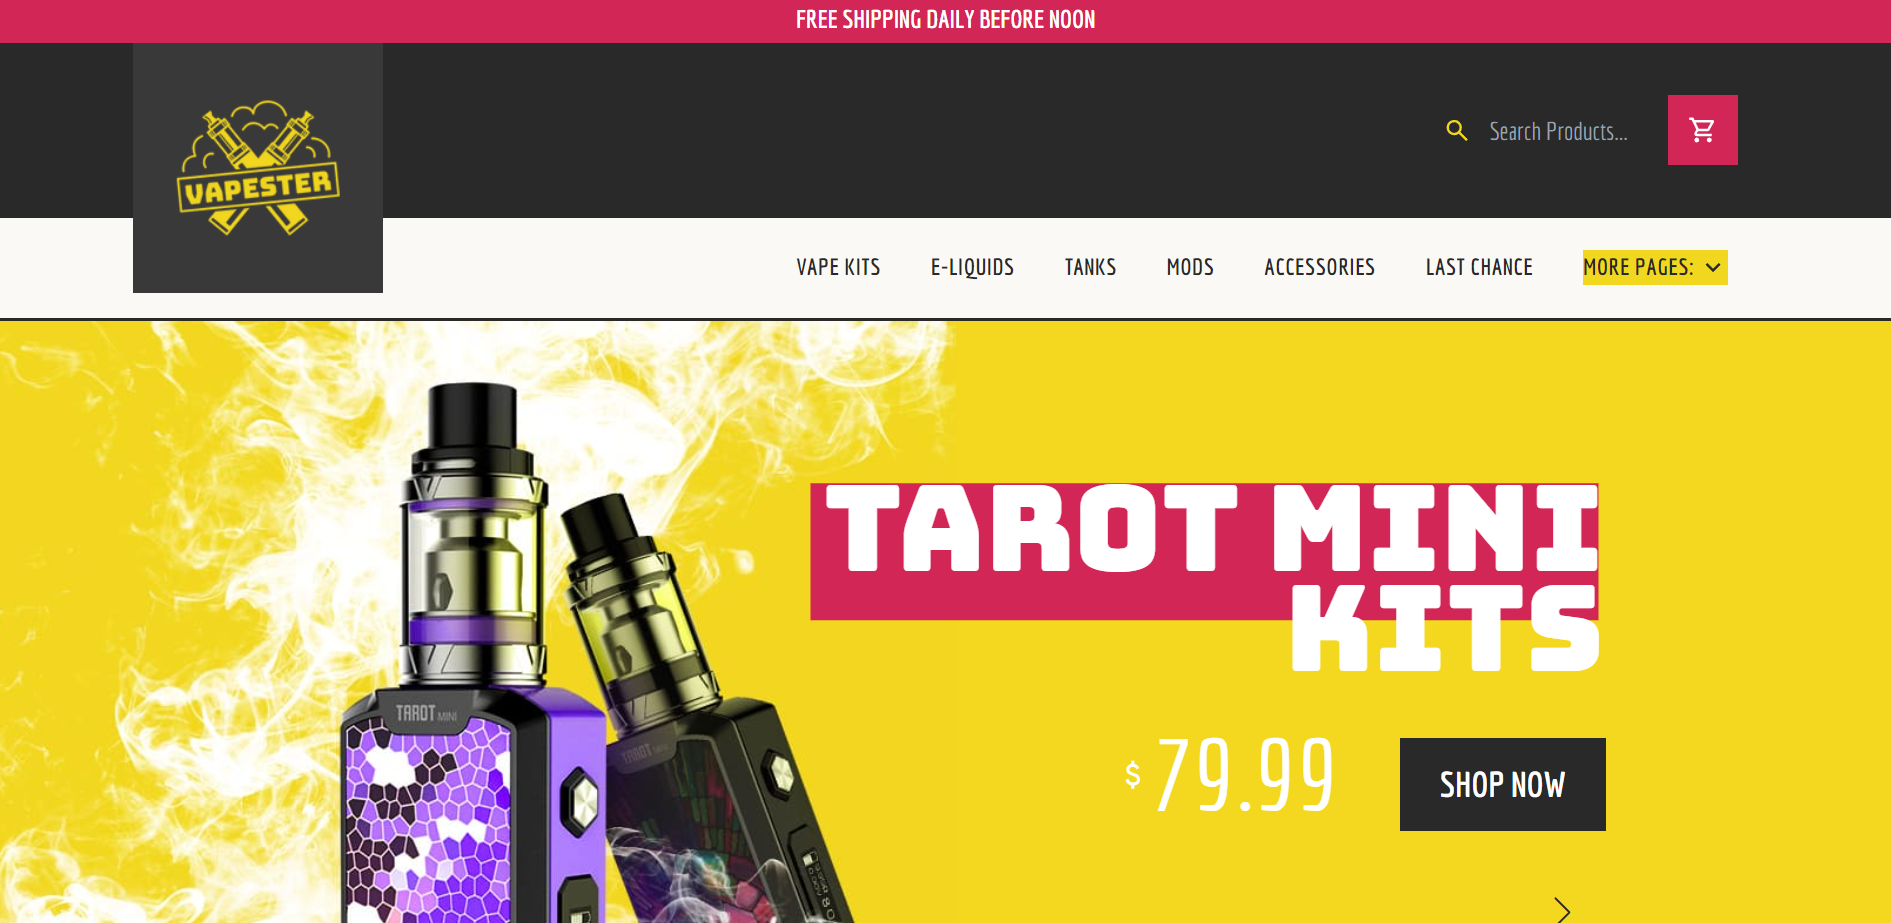 FREE SHIPPING DAILY BEFORE NOON
VAPESTER
Search Products...
VAPE KITS
E-LIQUIDS
TANKS
MODS
ACCESSORIES
LAST CHANCE
MORE PAGES:
TAROT MINI
KITS
TAROT MINI
TAROT MINI
$ 79.99
SHOP NOW